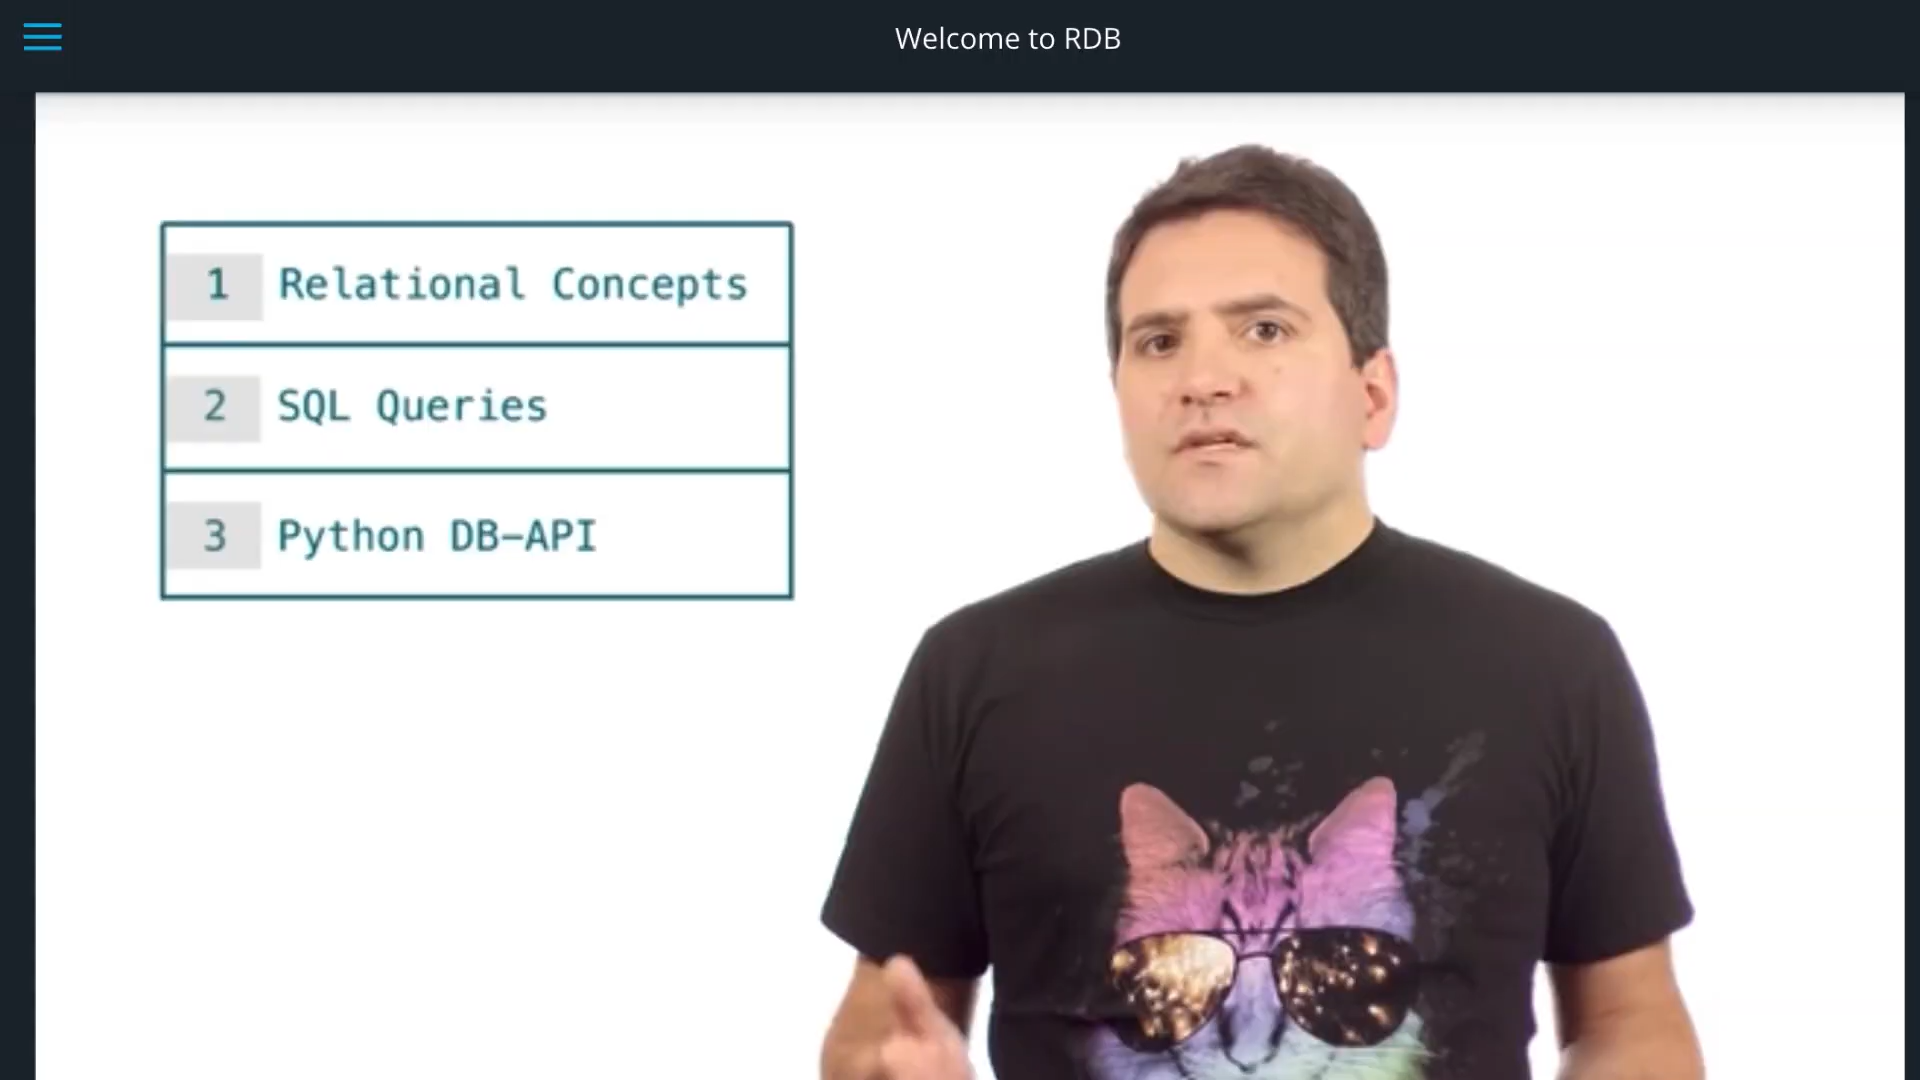 Welcome to RDB
1 Relational Concepts
2 SQL Queries
3 Python DB-API